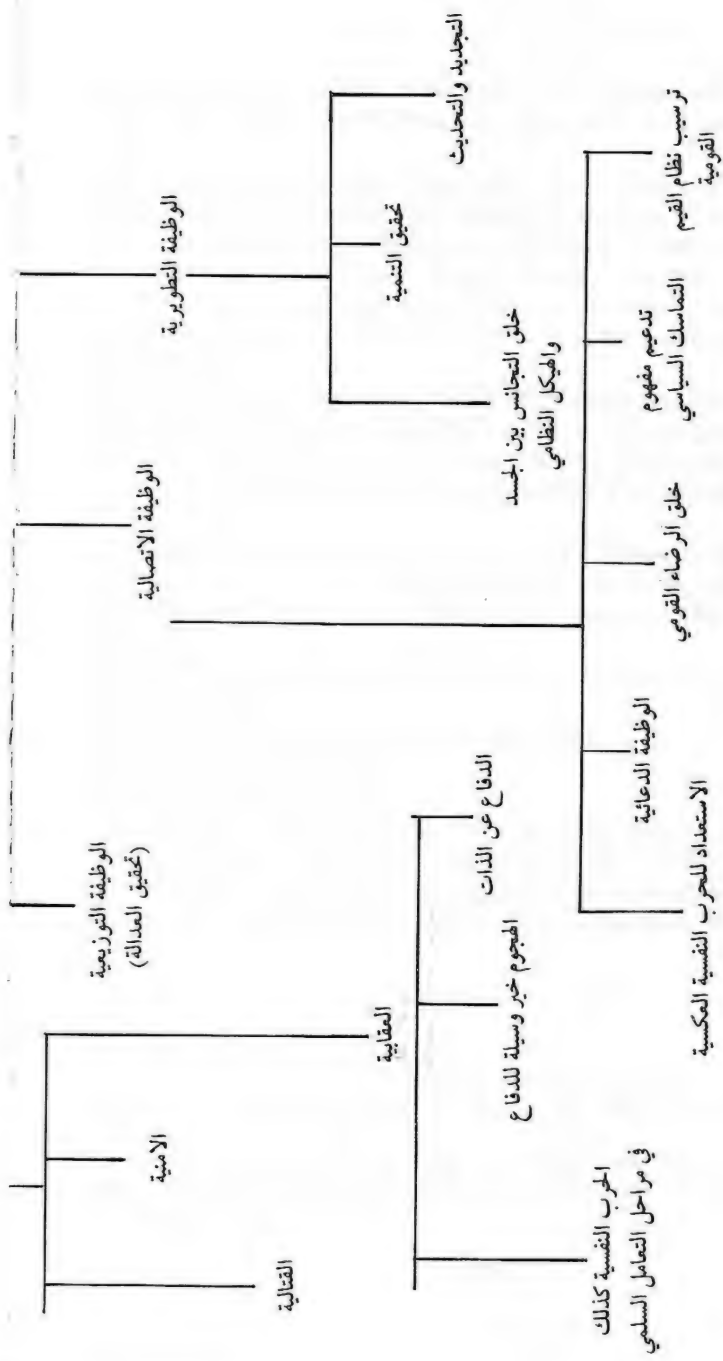 الوظيفة التطويرية
التجديد والتحديث
تحقيق التنمية
خلق التجانس بين الجسد
والهيكل النظامي
الوظيفة الاتصالية
ترسيب نظام القيم
القومية
تدعيم مفهوم
التماسك السياسي
خلق الرضاء القومي
الوظيفة الدعائية
الاستعداد للحرب النفسية العكسية
الوظيفة التوزيعية
(تحقيق العدالة)
العقابية
الامنية
القتالية
الدفاع عن الذات
الهجوم خير وسيلة للدفاع
الحرب النفسية كذلك
في مراحل التعامل السلمي